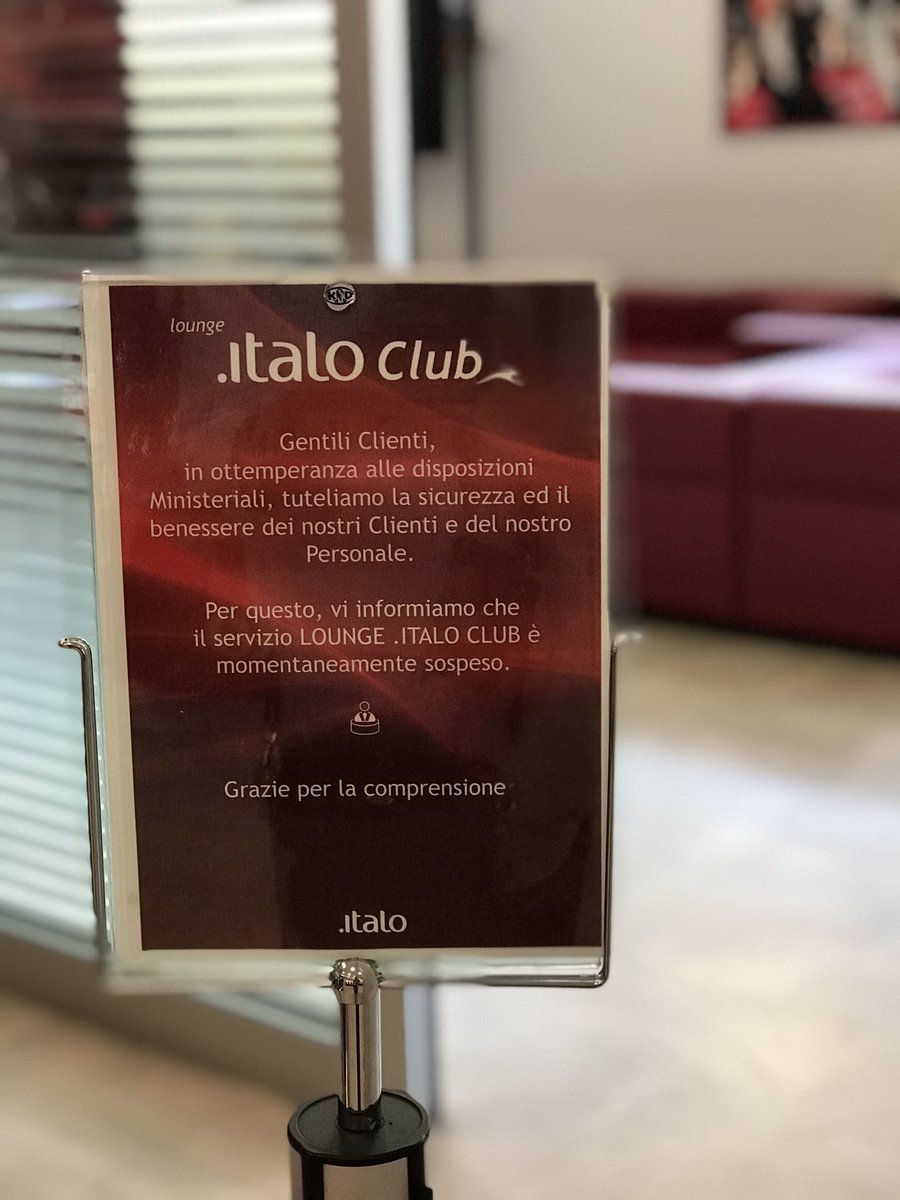 lounge
.italo Club
Gentili Clienti,
in ottemperanza alle disposizioni
Ministeriali, tuteliamo la sicurezza ed il
benessere dei nostri Clienti e del nostro
Personale.
Per questo, vi informiamo che
il servizio LOUNGE .ITALO CLUB è
momentaneamente sospeso.
Grazie per la comprensione
.italo